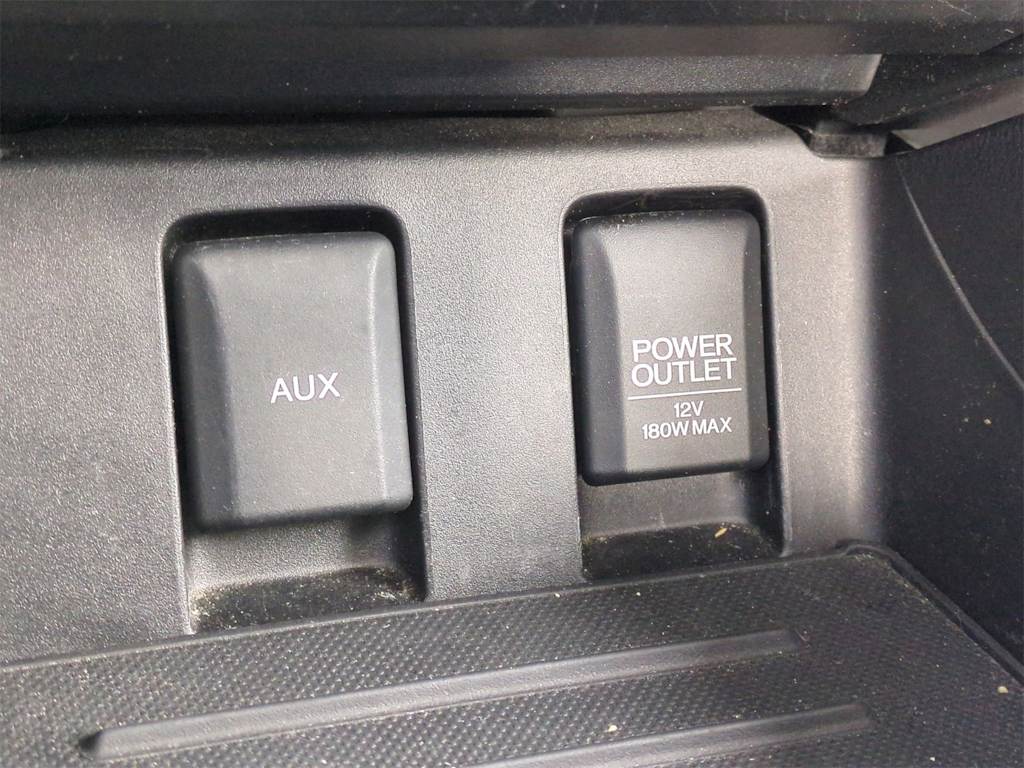 AUX
POWER
OUTLET
12V
180W MAX